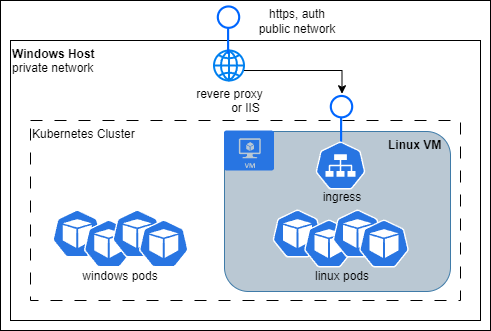 https, auth
public network
Windows Host
private network
revere proxy
or IIS
Kubernetes Cluster
Linux VM
VM
ingress
windows pods
linux pods